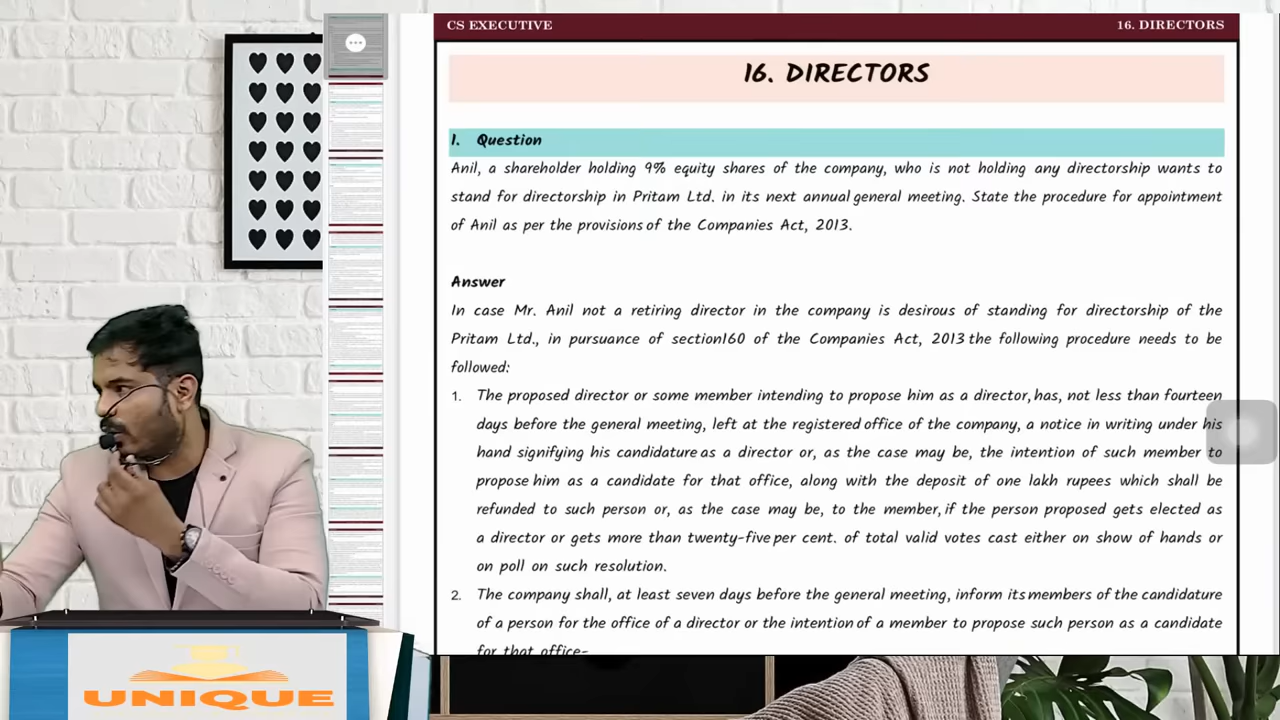 CS EXECUTIVE
16. DIRECTORS
16. DIRECTORS
1. Question
Anil, a shareholder holding 9% equity shares of the company, who is not holding any directorship wants to
stand for directorship in Pritam Ltd. in its next annual general meeting. State the procedure for appointment
of Anil as per the provisions of the Companies Act, 2013.
Answer
In case Mr. Anil not a retiring director in the company is desirous of standing for directorship of the
Pritam Ltd., in pursuance of section160 of the Companies Act, 2013 the following procedure needs to be
followed:
1. The proposed director or some member intending to propose him as a director, has, not less than fourteen
days before the general meeting, left at the registered office of the company, a notice in writing under his
hand signifying his candidature as a director or, as the case may be, the intention of such member to
propose him as a candidate for that office, along with the deposit of one lakh rupees which shall be
refunded to such person or, as the case may be, to the member, if the person proposed gets elected as
a director or gets more than twenty-five per cent. of total valid votes cast either on show of hands or
on poll on such resolution.
2. The company shall, at least seven days before the general meeting, inform its members of the candidature
of a person for the office of a director or the intention of a member to propose such person as a candidate
for that office-
UNIQUE